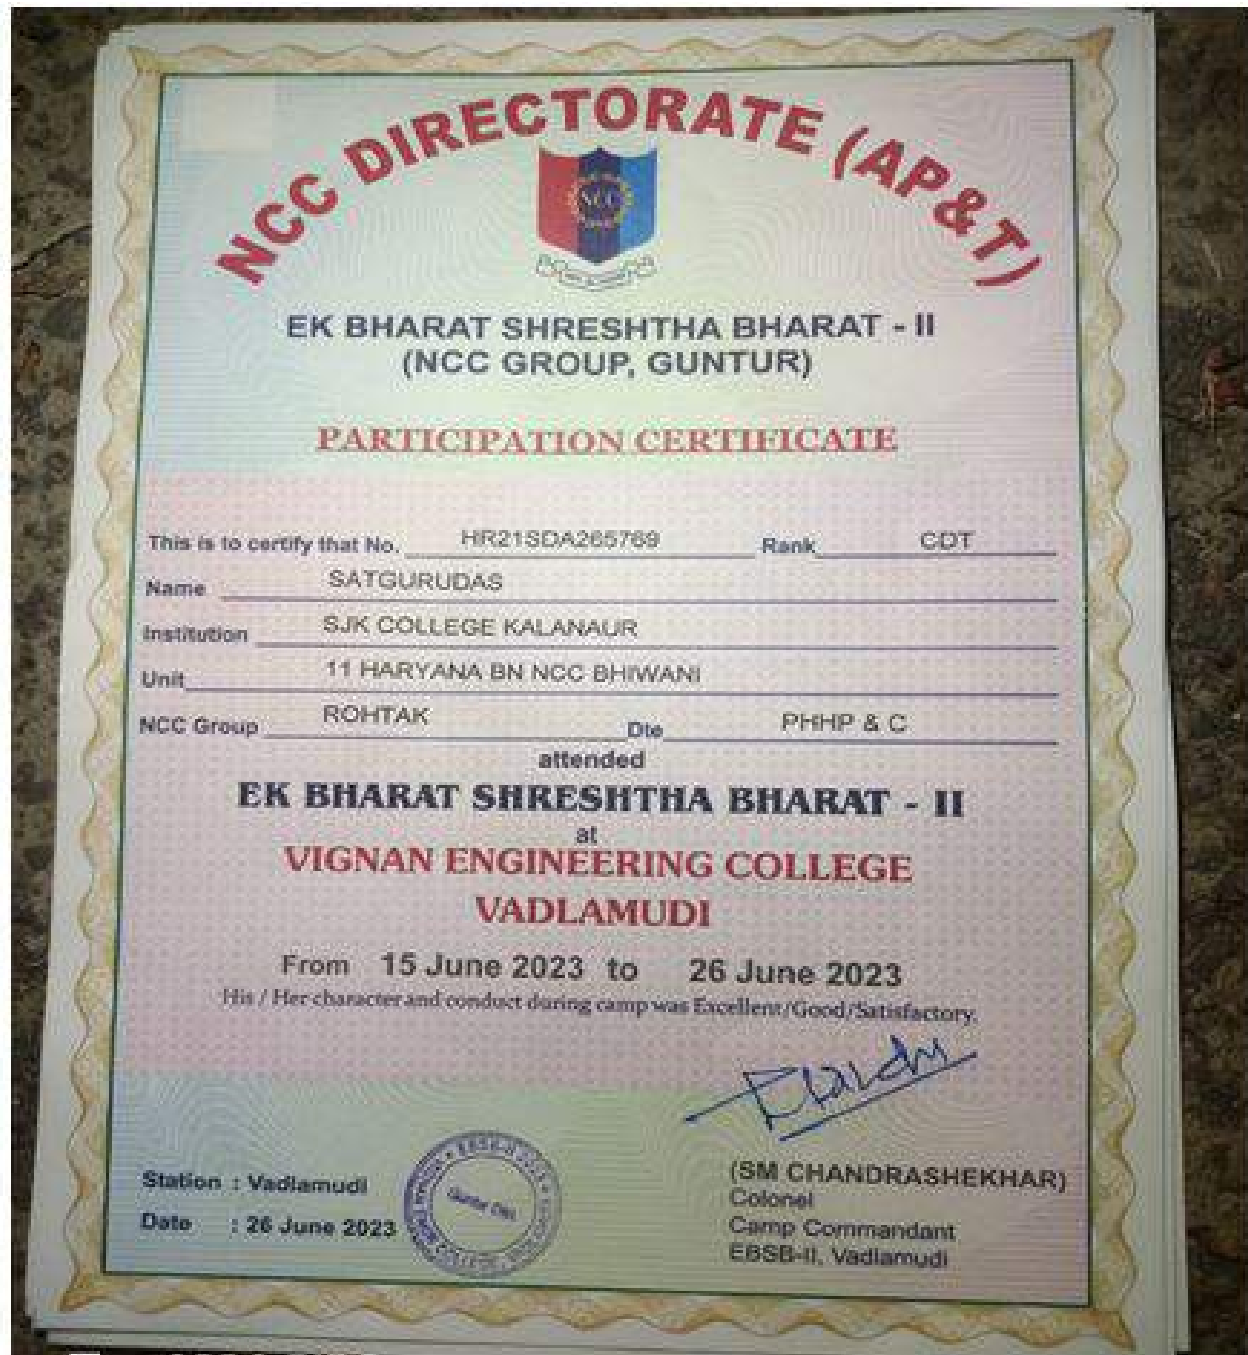 NCC DIRECTORATE (AP&T)
NCC
EK BHARAT SHRESHTHA BHARAT - II
(NCC GROUP, GUNTUR)
PARTICIPATION CERTIFICATE
This is to certify that No. HR21SDA265769 Rank CDT
Name SATGURUDAS
Institution SJK COLLEGE KALANAUR
Unit 11 HARYANA BN NCC BHIWANI
NCC Group ROHTAK Dte PHHP & C
attended
EK BHARAT SHRESHTHA BHARAT - II
at
VIGNAN ENGINEERING COLLEGE
VADLAMUDI
From 15 June 2023 to 26 June 2023
His / Her character and conduct during camp was Excellent/Good/Satisfactory.
(SM CHANDRASHEKHAR)
Station : Vadlamudi
Colonel
Date : 26 June 2023
Camp Commandant
EBSB-II, Vadlamudi
EBSB-II
Guntur